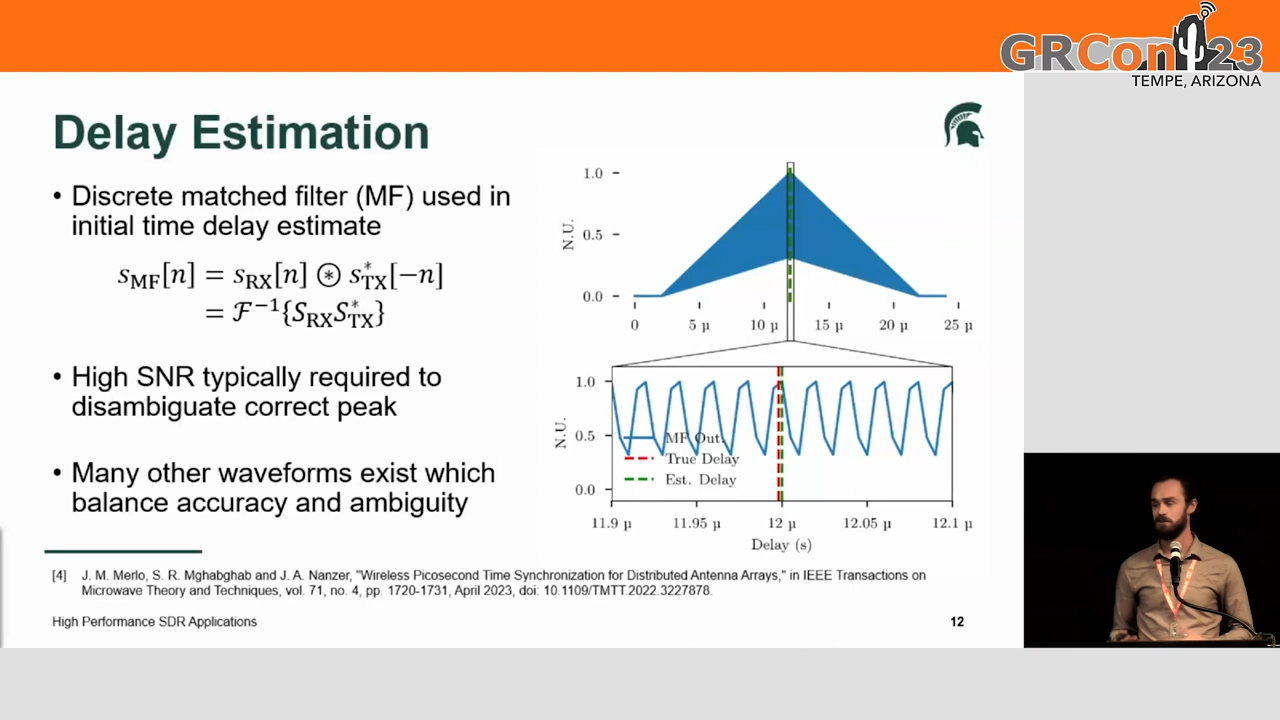 GRCon 23
TEMPE, ARIZONA
Delay Estimation
• Discrete matched filter (MF) used in
initial time delay estimate
s_MF[n] = s_RX[n] ⊛ s*_TX[−n]
= ℱ⁻¹{S_RX S*_TX}
• High SNR typically required to
disambiguate correct peak
• Many other waveforms exist which
balance accuracy and ambiguity
N.U.
1.0
0.5
0.0
0 5 µ 10 µ 15 µ 20 µ 25 µ
N.U.
1.0
0.5
0.0
MF Out.
True Delay
Est. Delay
11.9 µ 11.95 µ 12 µ 12.05 µ 12.1 µ
Delay (s)
[4] J. M. Merlo, S. R. Mghabghab and J. A. Nanzer, "Wireless Picosecond Time Synchronization for Distributed Antenna Arrays," in IEEE Transactions on
Microwave Theory and Techniques, vol. 71, no. 4, pp. 1720-1731, April 2023, doi: 10.1109/TMTT.2022.3227878.
High Performance SDR Applications
12